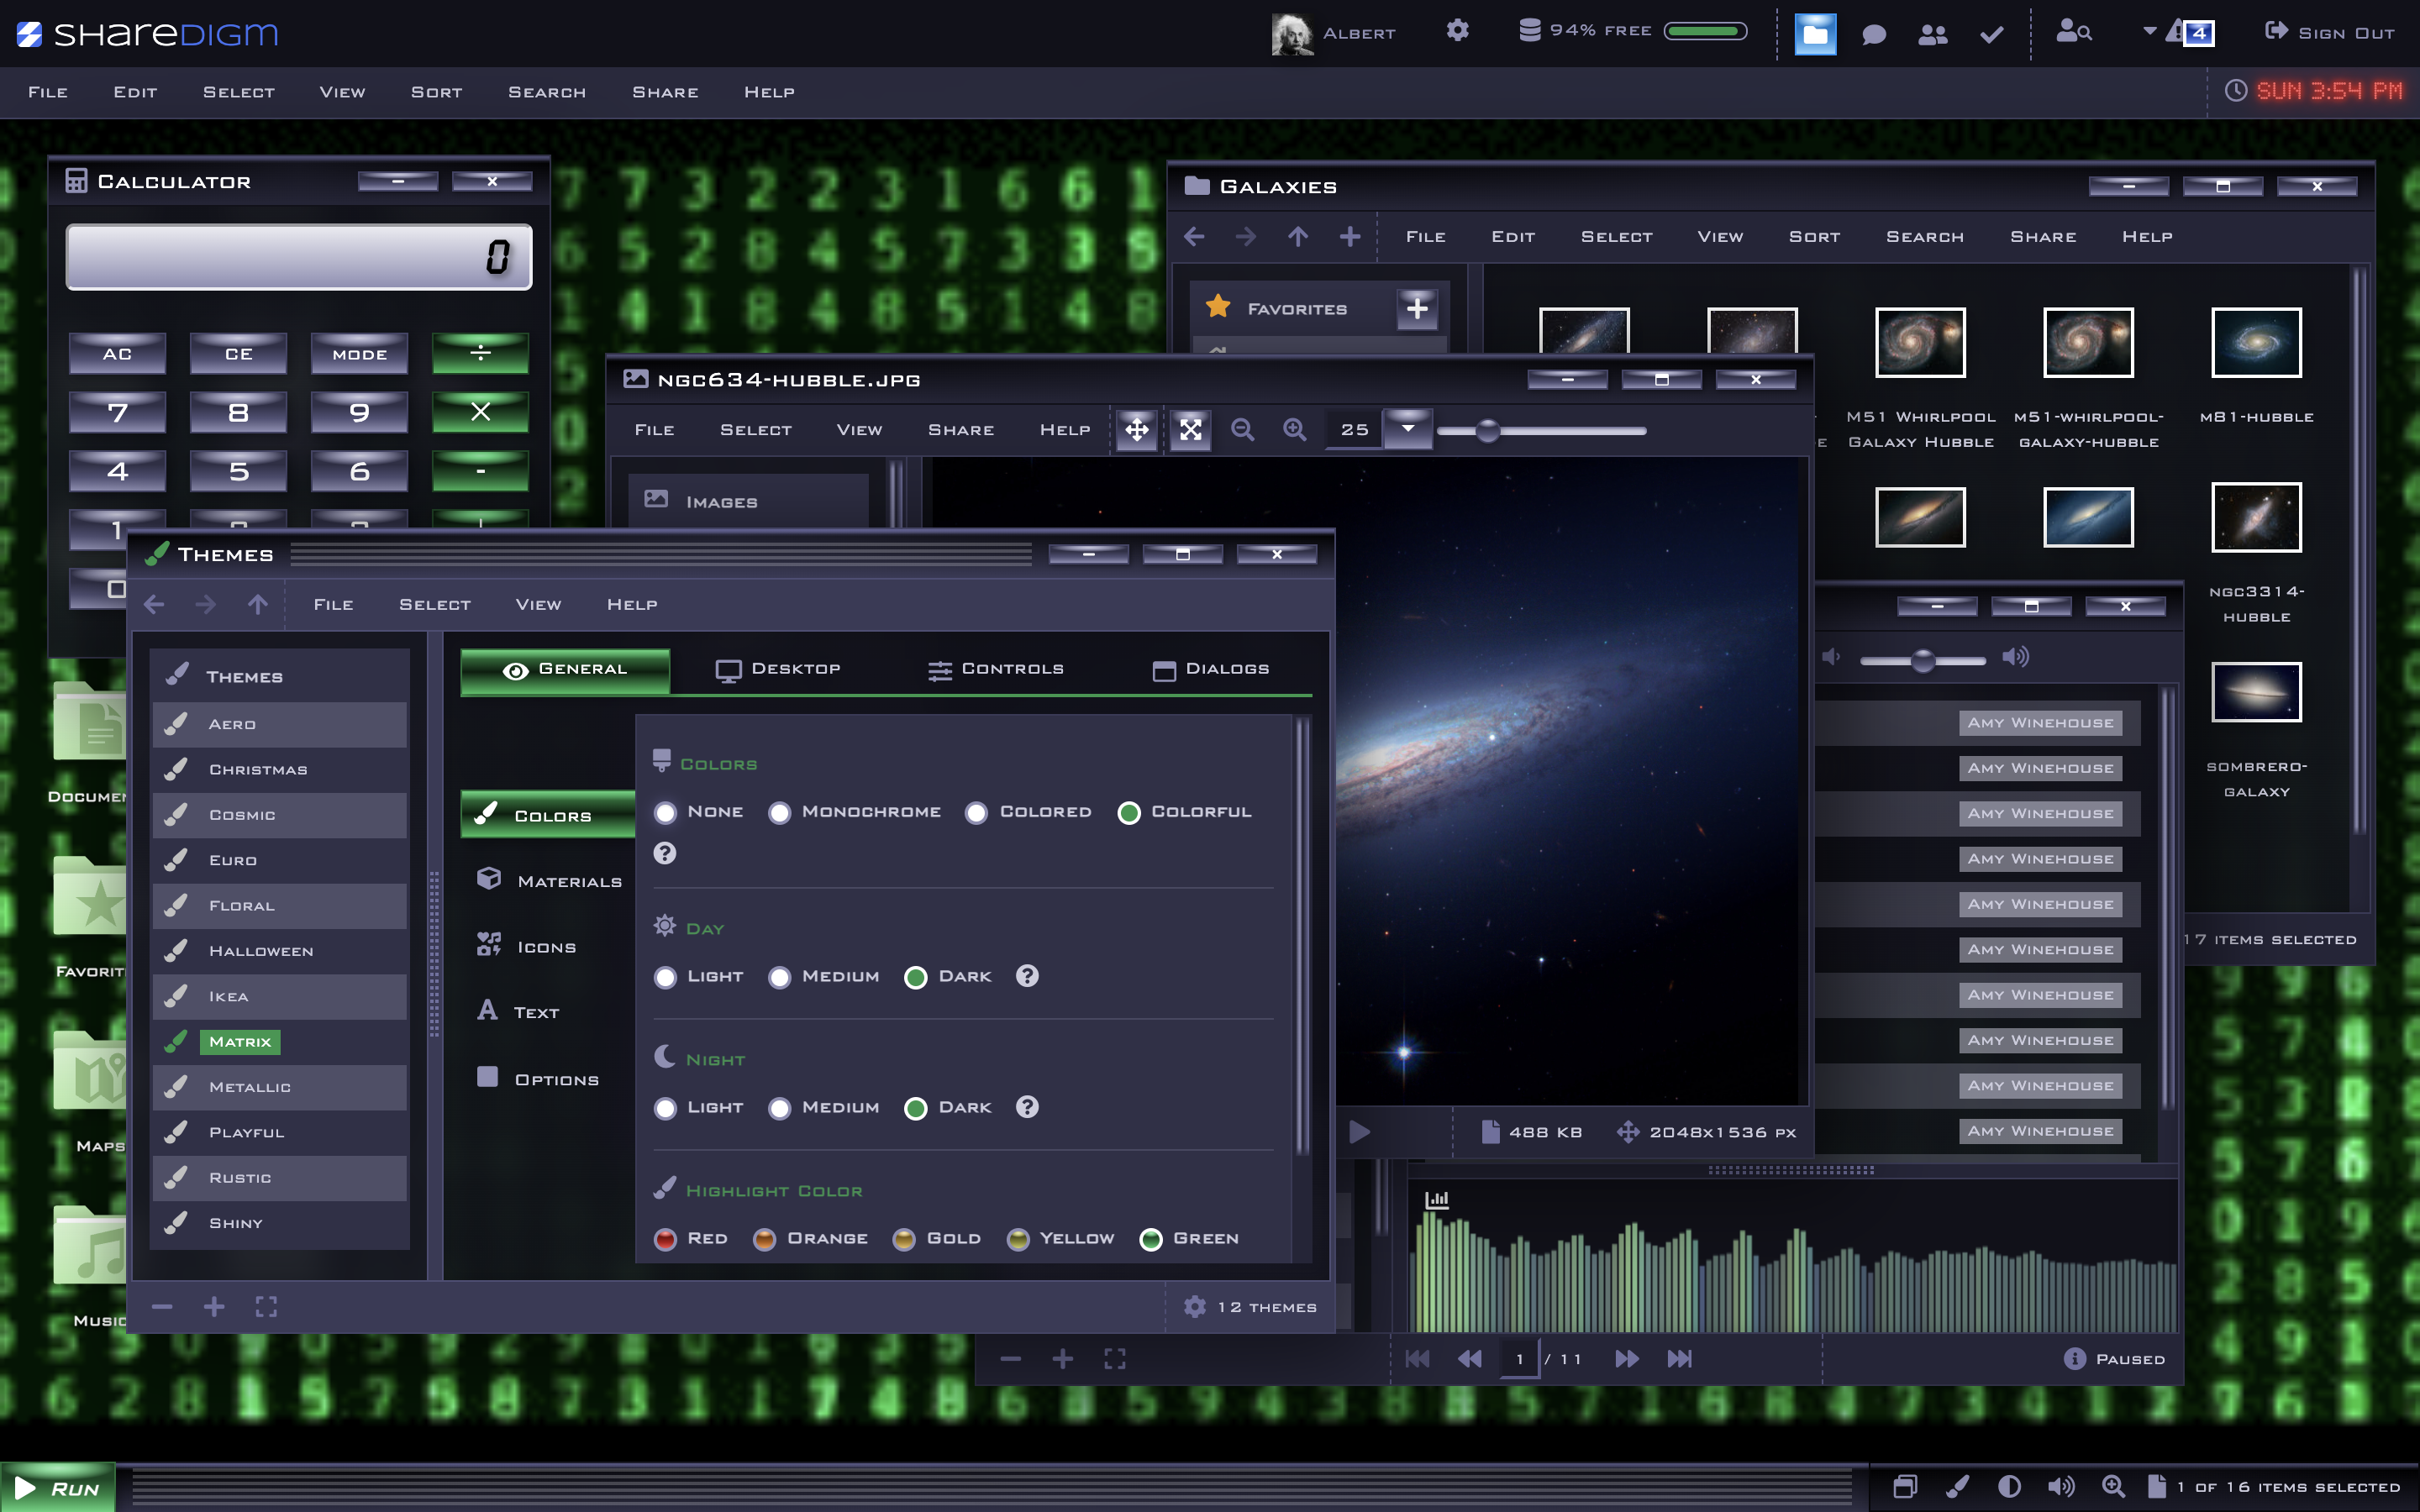 SHAREDIGM
ALBERT
94% FREE
4
SIGN OUT
FILE EDIT SELECT VIEW SORT SEARCH SHARE HELP
SUN 3:54 PM
CALCULATOR
0
AC CE MODE ÷
7 8 9 ×
4 5 6 -
1
0
GALAXIES
FILE EDIT SELECT VIEW SORT SEARCH SHARE HELP
FAVORITES
M51 WHIRLPOOL GALAXY HUBBLE
M51-WHIRLPOOL-GALAXY-HUBBLE
M81-HUBBLE
NGC3314-HUBBLE
SOMBRERO-GALAXY
17 ITEMS SELECTED
NGC634-HUBBLE.JPG
FILE SELECT VIEW SHARE HELP
25
IMAGES
488 KB
2048X1536 PX
THEMES
FILE SELECT VIEW HELP
THEMES
AERO
CHRISTMAS
COSMIC
EURO
FLORAL
HALLOWEEN
IKEA
MATRIX
METALLIC
PLAYFUL
RUSTIC
SHINY
GENERAL DESKTOP CONTROLS DIALOGS
COLORS
MATERIALS
ICONS
TEXT
OPTIONS
COLORS
NONE MONOCHROME COLORED COLORFUL
?
DAY
LIGHT MEDIUM DARK ?
NIGHT
LIGHT MEDIUM DARK ?
HIGHLIGHT COLOR
RED ORANGE GOLD YELLOW GREEN
12 THEMES
AMY WINEHOUSE
AMY WINEHOUSE
AMY WINEHOUSE
AMY WINEHOUSE
AMY WINEHOUSE
AMY WINEHOUSE
AMY WINEHOUSE
AMY WINEHOUSE
AMY WINEHOUSE
AMY WINEHOUSE
1 / 11
PAUSED
MAPS
MUSIC
RUN
1 OF 16 ITEMS SELECTED